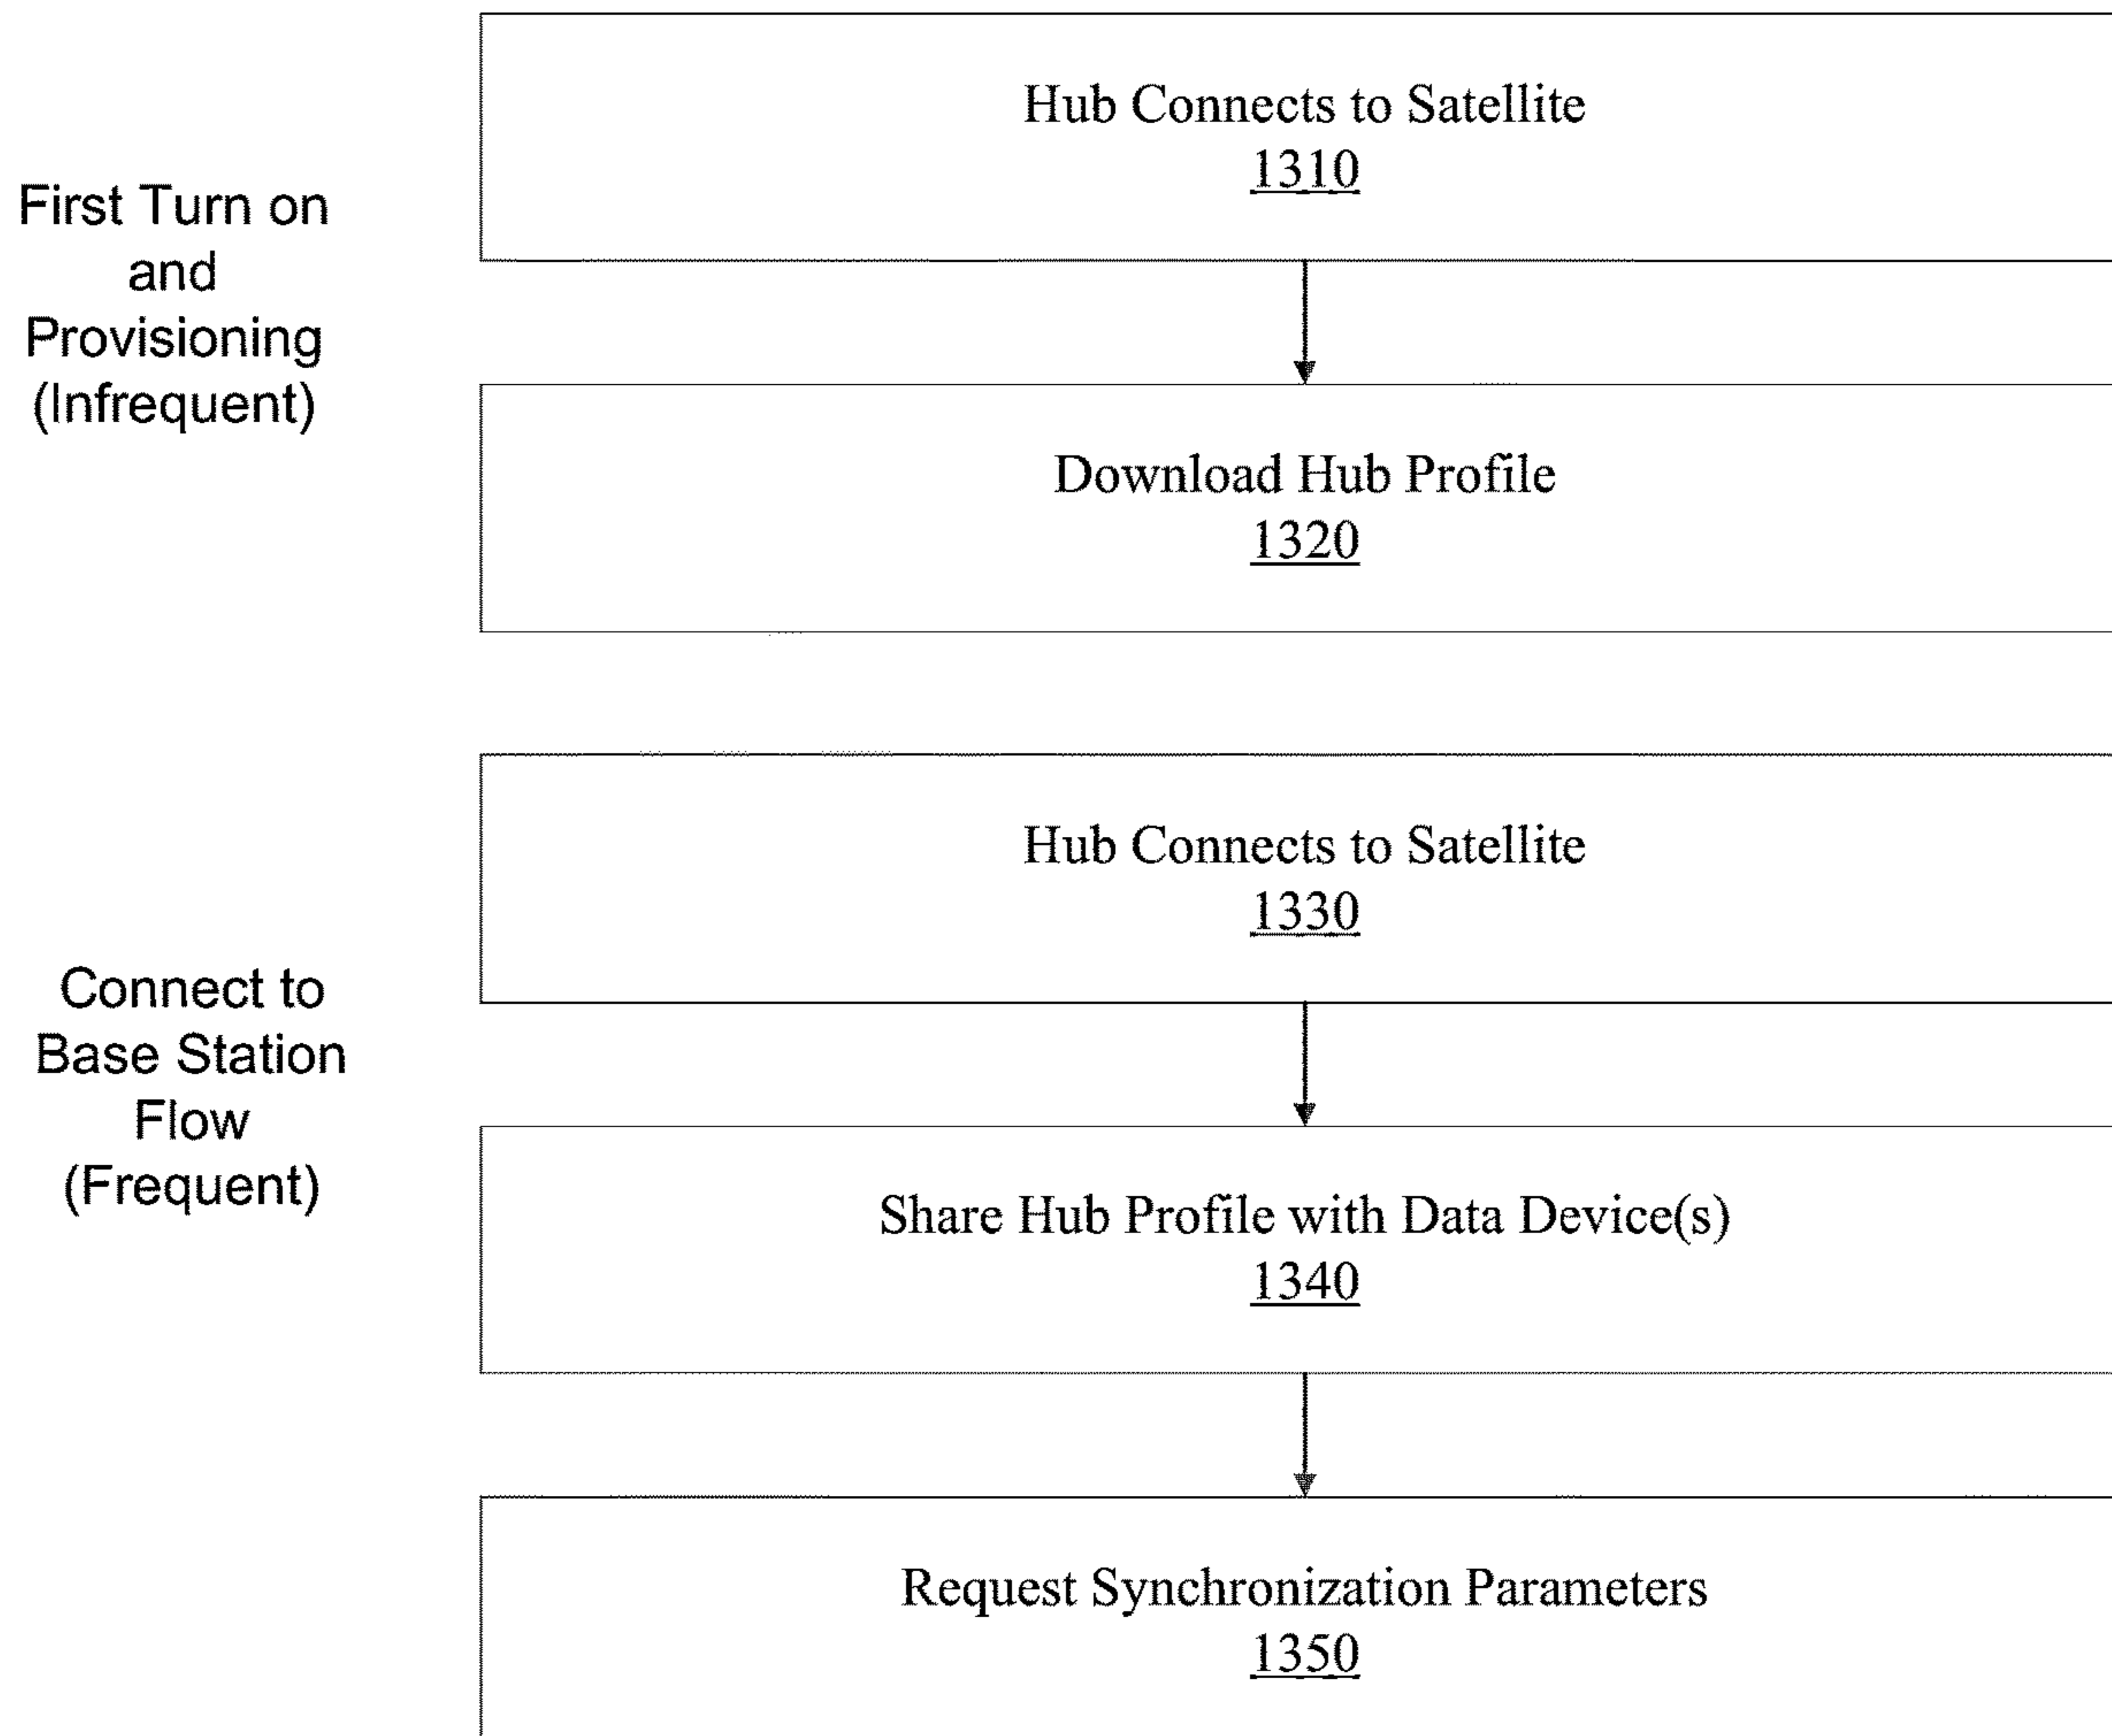 Hub Connects to Satellite
1310
First Turn on
and
Provisioning
(Infrequent)
Download Hub Profile
1320
Hub Connects to Satellite
1330
Connect to
Base Station
Flow
(Frequent)
Share Hub Profile with Data Device(s)
1340
Request Synchronization Parameters
1350